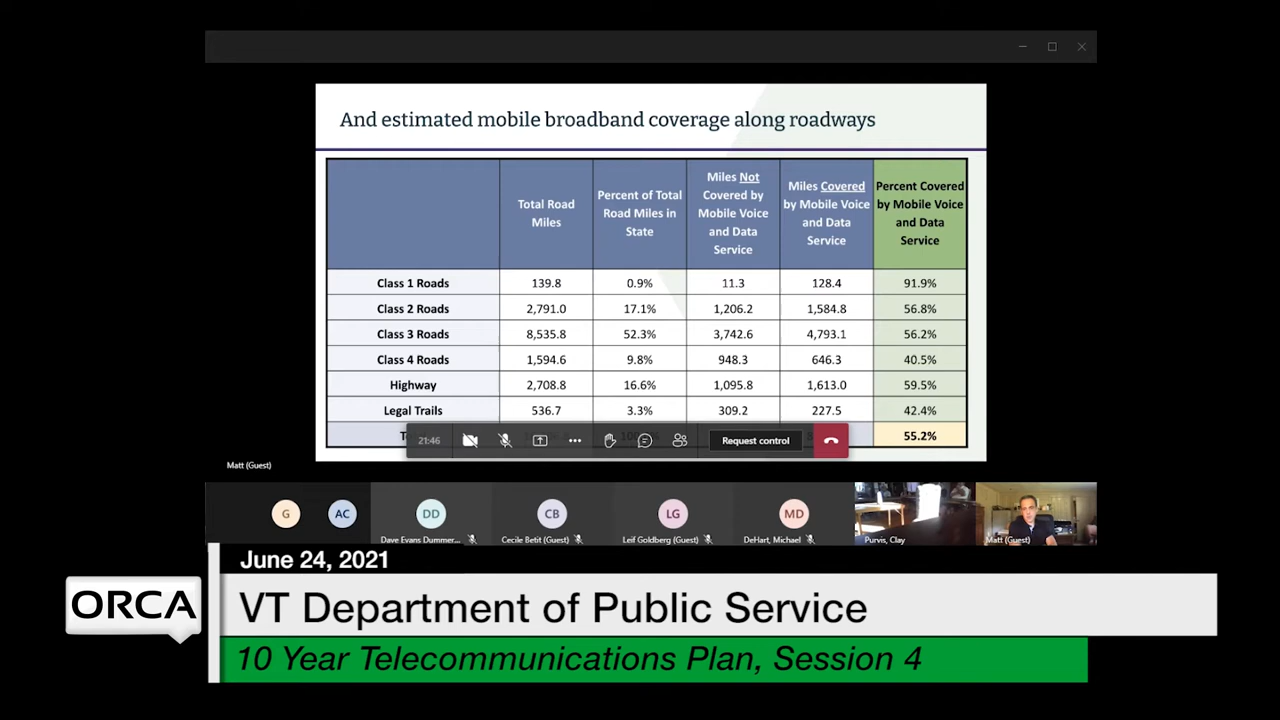 And estimated mobile broadband coverage along roadways
Total Road Miles
Percent of Total Road Miles in State
Miles Not Covered by Mobile Voice and Data Service
Miles Covered by Mobile Voice and Data Service
Percent Covered by Mobile Voice and Data Service
Class 1 Roads 139.8 0.9% 11.3 128.4 91.9%
Class 2 Roads 2,791.0 17.1% 1,206.2 1,584.8 56.8%
Class 3 Roads 8,535.8 52.3% 3,742.6 4,793.1 56.2%
Class 4 Roads 1,594.6 9.8% 948.3 646.3 40.5%
Highway 2,708.8 16.6% 1,095.8 1,613.0 59.5%
Legal Trails 536.7 3.3% 309.2 227.5 42.4%
55.2%
21:46 Request control
Matt (Guest)
G AC DD CB LG MD
Dave Evans Dummer... Cecile Betit (Guest) Leif Goldberg (Guest) DeHart, Michael Purvis, Clay Matt (Guest)
June 24, 2021
ORCA
VT Department of Public Service
10 Year Telecommunications Plan, Session 4